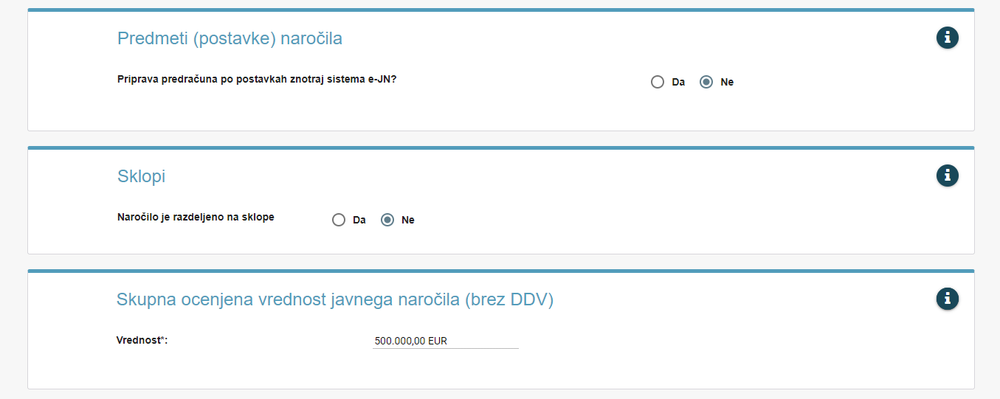 Predmeti (postavke) naročila
Priprava predračuna po postavkah znotraj sistema e-JN?
Da
Ne
Sklopi
Naročilo je razdeljeno na sklope
Da
Ne
Skupna ocenjena vrednost javnega naročila (brez DDV)
Vrednost*:
500.000,00 EUR